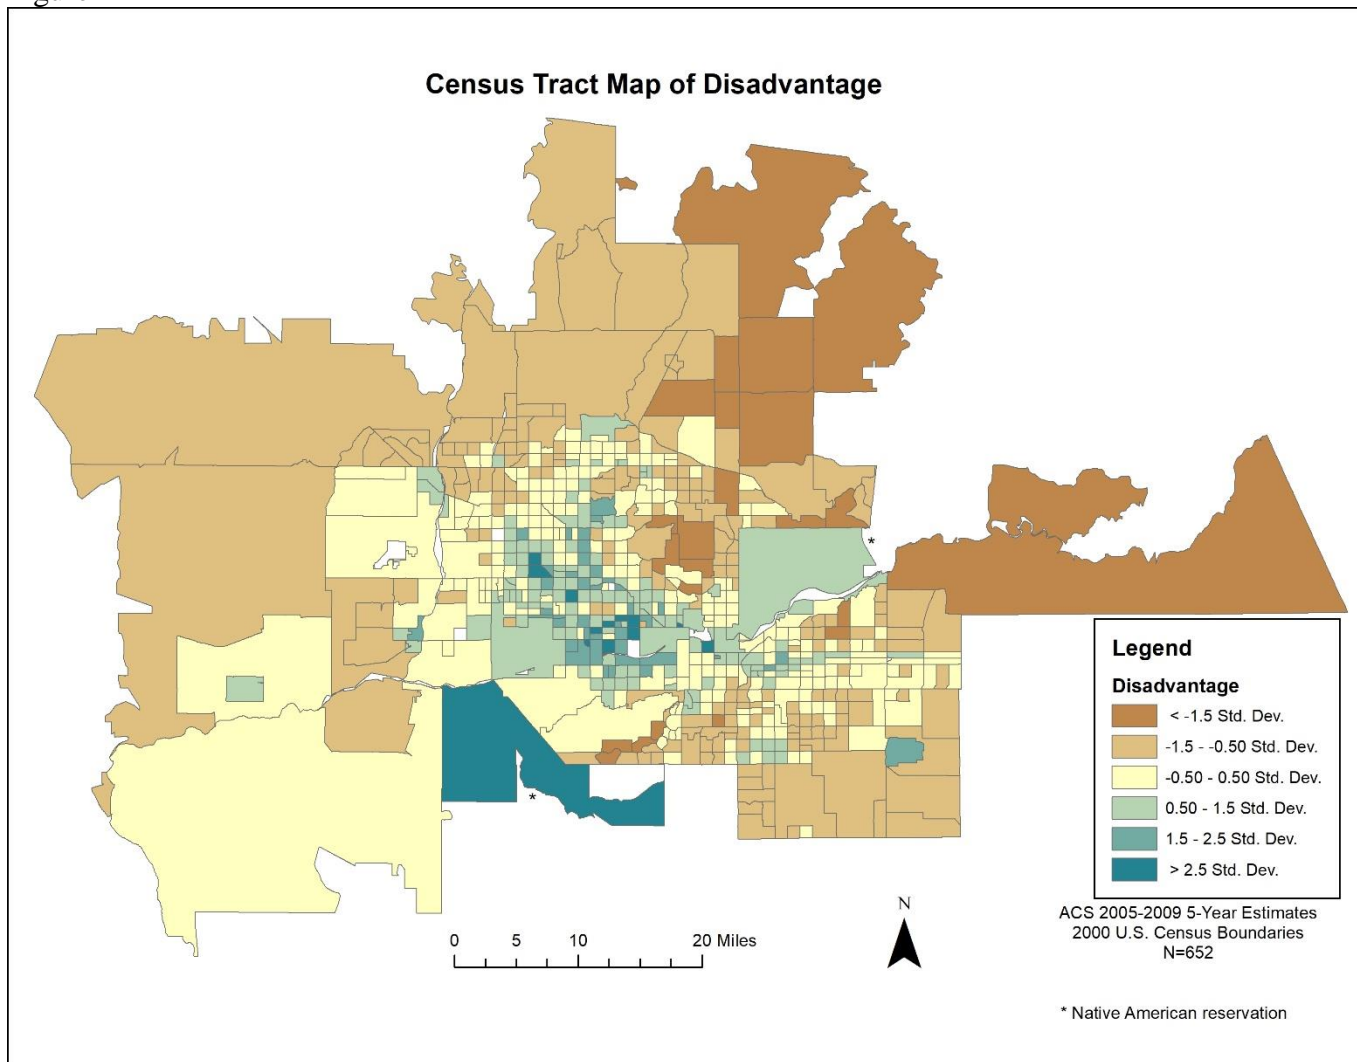 Census Tract Map of Disadvantage
*
*
Legend
Disadvantage
< -1.5 Std. Dev.
-1.5 - -0.50 Std. Dev.
-0.50 - 0.50 Std. Dev.
0.50 - 1.5 Std. Dev.
1.5 - 2.5 Std. Dev.
> 2.5 Std. Dev.
N
0 5 10 20 Miles
ACS 2005-2009 5-Year Estimates
2000 U.S. Census Boundaries
N=652
* Native American reservation